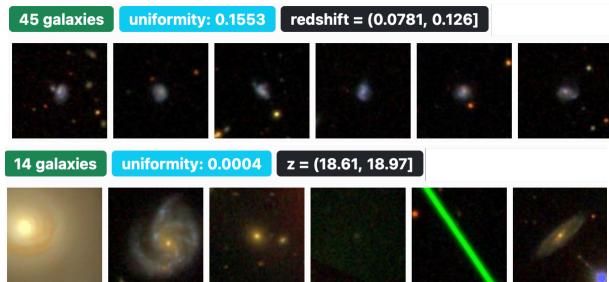 45 galaxies uniformity: 0.1553 redshift = (0.0781, 0.126]
14 galaxies uniformity: 0.0004 z = (18.61, 18.97]